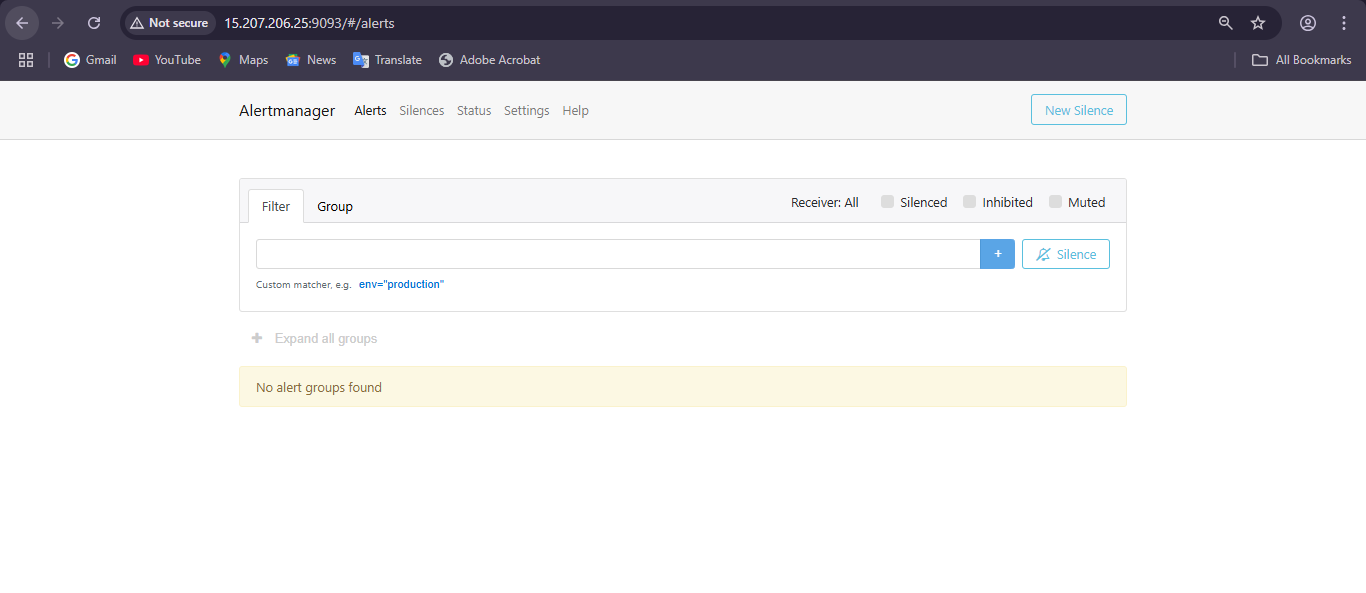 Not secure 15.207.206.25:9093/#/alerts
Gmail YouTube Maps News Translate Adobe Acrobat All Bookmarks
Alertmanager Alerts Silences Status Settings Help New Silence
Filter Group Receiver: All Silenced Inhibited Muted
+ Silence
Custom matcher, e.g. env="production"
+ Expand all groups
No alert groups found